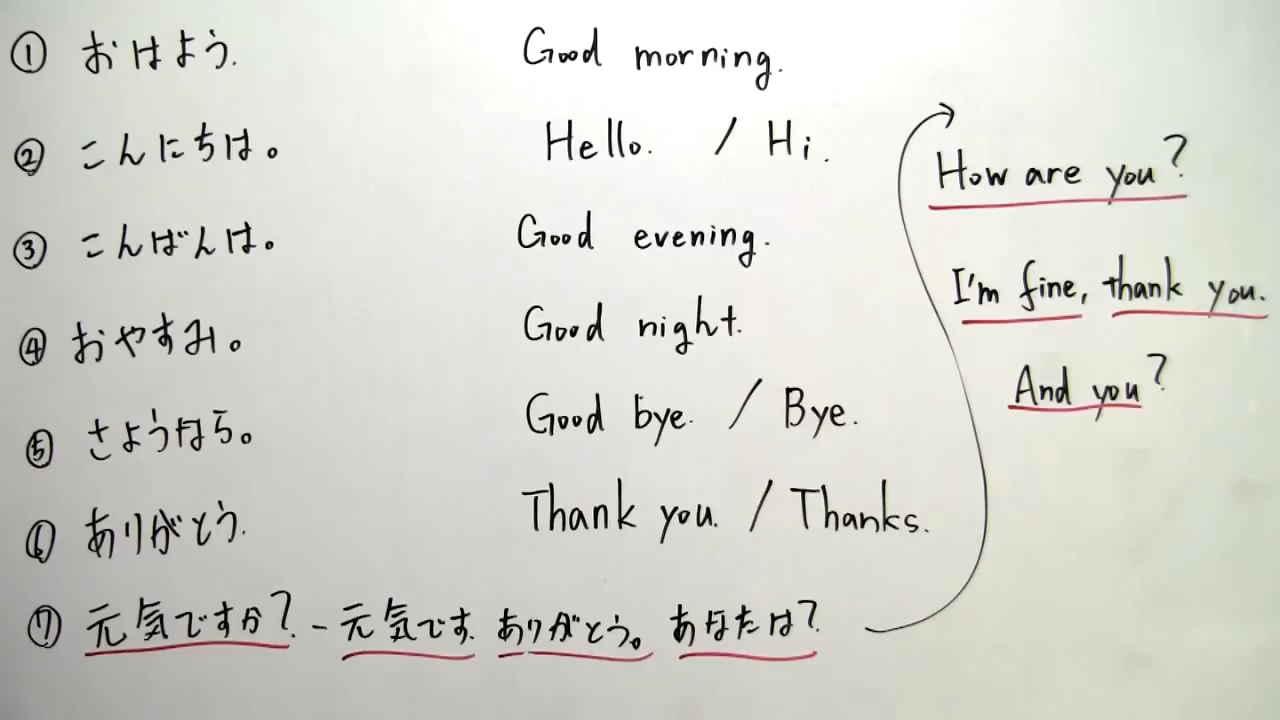 ① おはよう. Good morning.
② こんにちは。 Hello. / Hi.
③ こんばんは。 Good evening.
④ おやすみ。 Good night.
⑤ さようなら。 Good bye. / Bye.
⑥ ありがとう. Thank you. / Thanks.
⑦ 元気ですか? - 元気です. ありがとう。 あなたは?
How are you?
I'm fine, thank you.
And you?